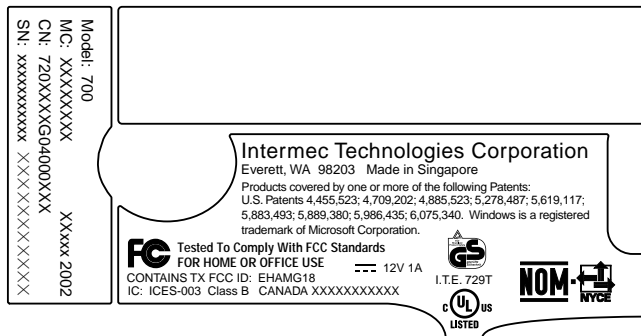 Model: 700
MC: XXXXXXXX XXxxx 2002
CN: 720XXXXG04000XXX
SN: xxxxxxxxxxx XXXXXXXXXXXX
Intermec Technologies Corporation
Everett, WA 98203 Made in Singapore
Products covered by one or more of the following Patents:
U.S. Patents 4,455,523; 4,709,202; 4,885,523; 5,278,487; 5,619,117;
5,883,493; 5,889,380; 5,986,435; 6,075,340. Windows is a registered
trademark of Microsoft Corporation.
FC Tested To Comply With FCC Standards
FOR HOME OR OFFICE USE
12V 1A
CONTAINS TX FCC ID: EHAMG18
IC: ICES-003 Class B CANADA XXXXXXXXXXX
GS
I.T.E. 729T
C UL US
LISTED
NOM
NYCE